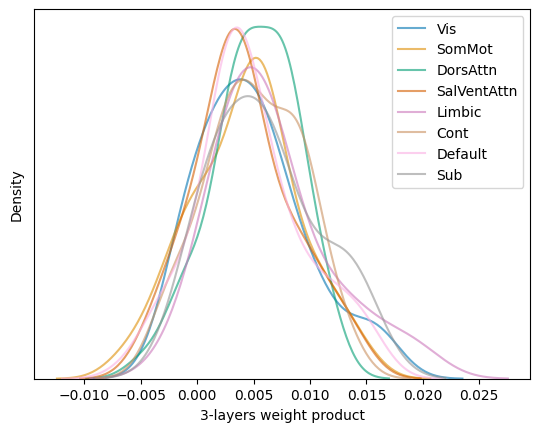 Vis
SomMot
DorsAttn
SalVentAttn
Limbic
Cont
Default
Sub
Density
−0.010 −0.005 0.000 0.005 0.010 0.015 0.020 0.025
3-layers weight product